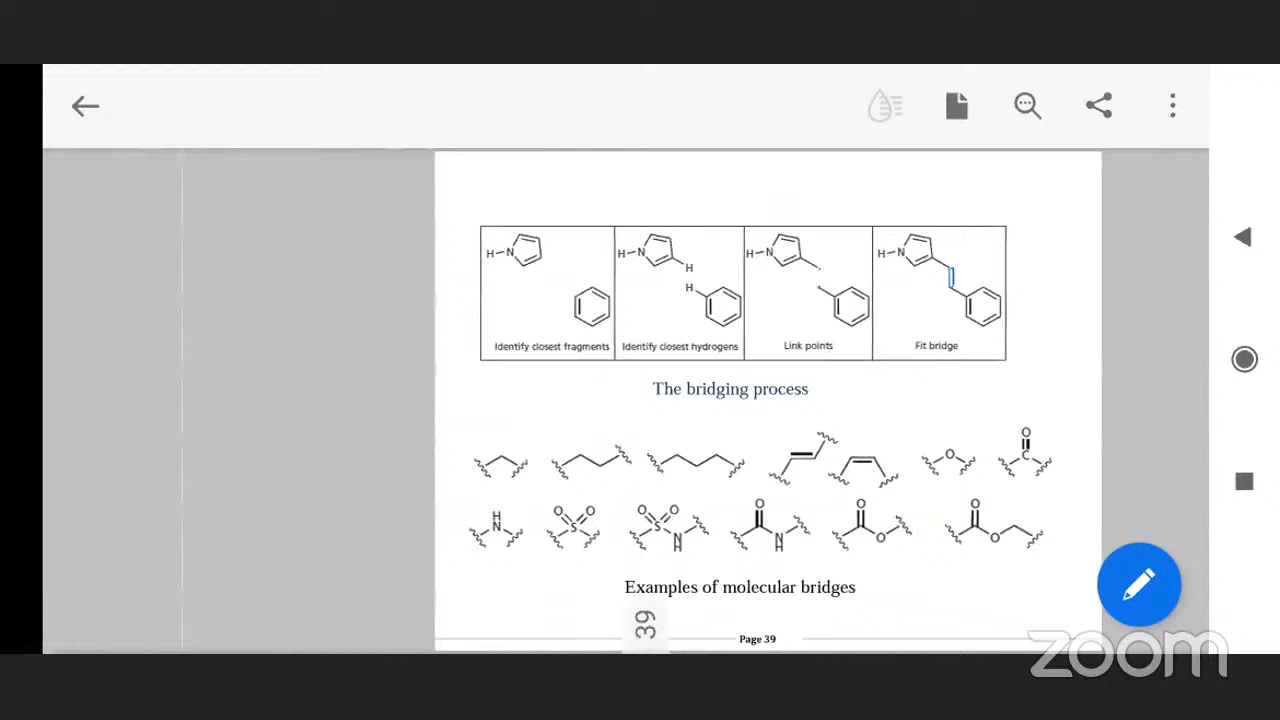 H N
H N H
H
H N
H N
Identify closest fragments
Identify closest hydrogens
Link points
Fit bridge
The bridging process
O
O C
H N
O O S
O O S N H
O N H
O O
O O
Examples of molecular bridges
39
Page 39
zoom